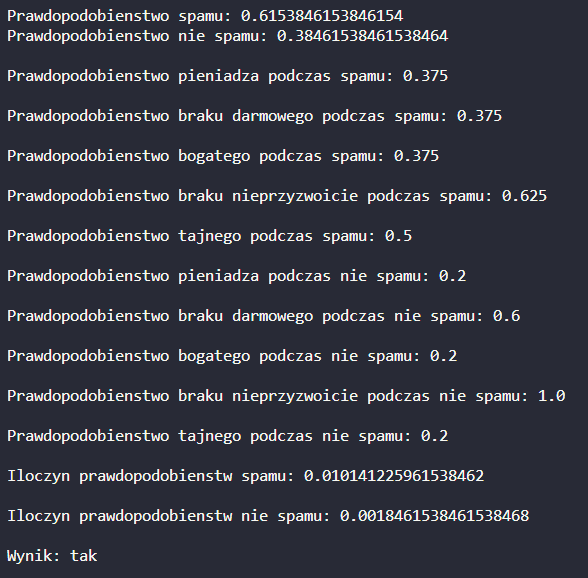 Prawdopodobienstwo spamu: 0.6153846153846154
Prawdopodobienstwo nie spamu: 0.38461538461538464
Prawdopodobienstwo pieniadza podczas spamu: 0.375
Prawdopodobienstwo braku darmowego podczas spamu: 0.375
Prawdopodobienstwo bogatego podczas spamu: 0.375
Prawdopodobienstwo braku nieprzyzwoicie podczas spamu: 0.625
Prawdopodobienstwo tajnego podczas spamu: 0.5
Prawdopodobienstwo pieniadza podczas nie spamu: 0.2
Prawdopodobienstwo braku darmowego podczas nie spamu: 0.6
Prawdopodobienstwo bogatego podczas nie spamu: 0.2
Prawdopodobienstwo braku nieprzyzwoicie podczas nie spamu: 1.0
Prawdopodobienstwo tajnego podczas nie spamu: 0.2
Iloczyn prawdopodobienstw spamu: 0.010141225961538462
Iloczyn prawdopodobienstw nie spamu: 0.0018461538461538468
Wynik: tak